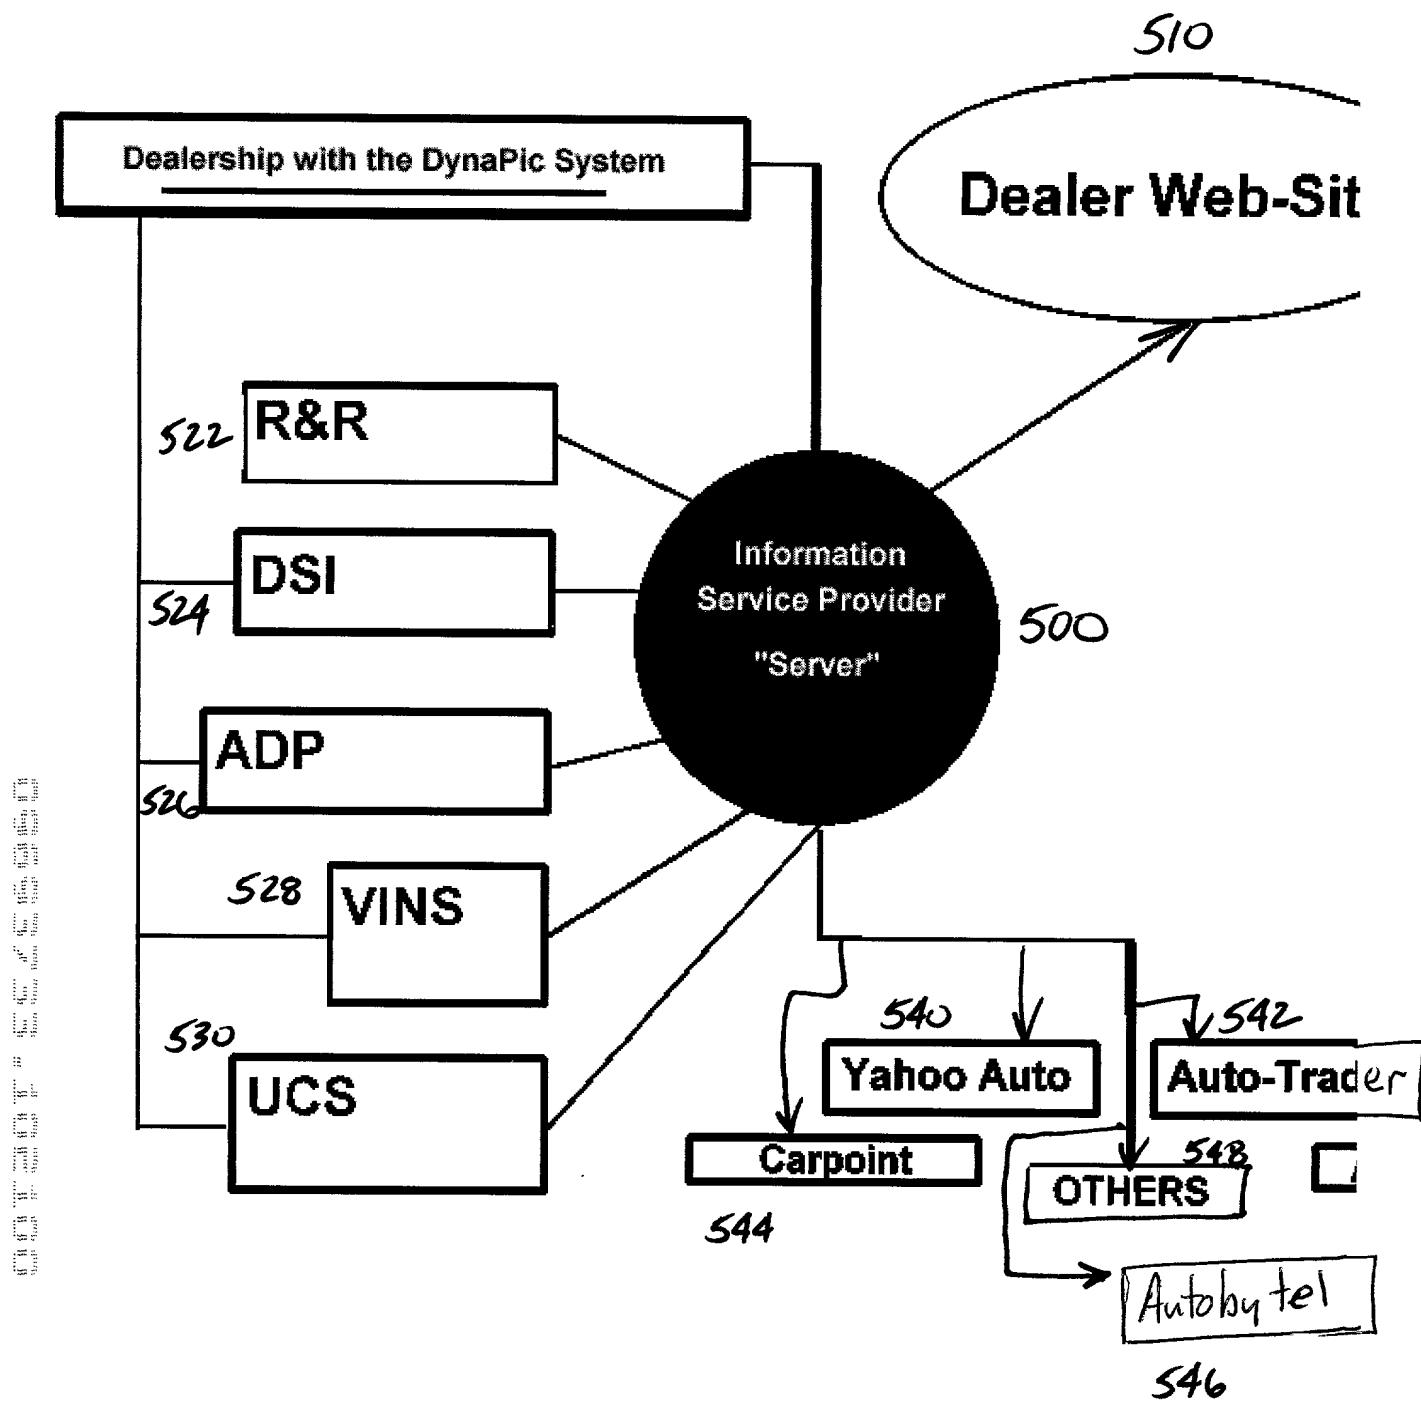 510
Dealership with the DynaPic System
Dealer Web-Sit
522
R&R
524
DSI
Information
Service Provider
"Server"
500
ADP
526
528
VINS
530
UCS
540
Yahoo Auto
542
Auto-Trader
Carpoint
544
548
OTHERS
Autobytel
546